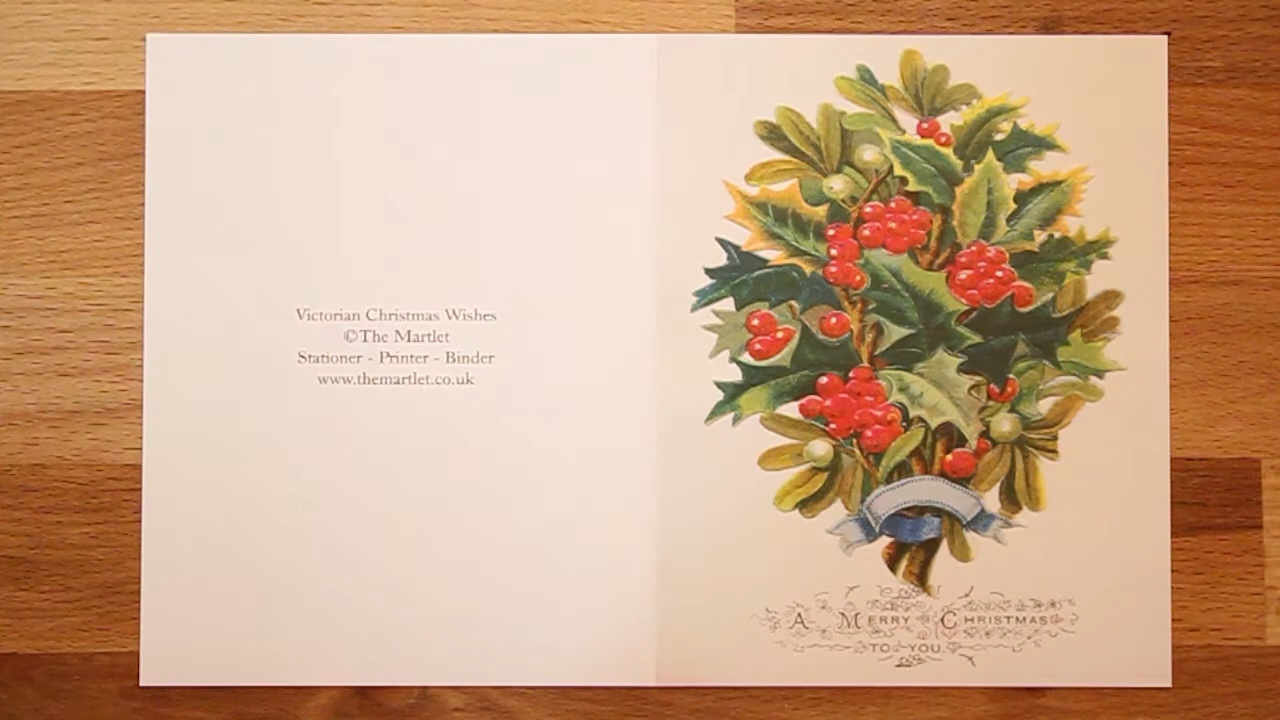 Victorian Christmas Wishes
©The Martlet
Stationer - Printer - Binder
www.themartlet.co.uk
A MERRY CHRISTMAS
TO YOU.